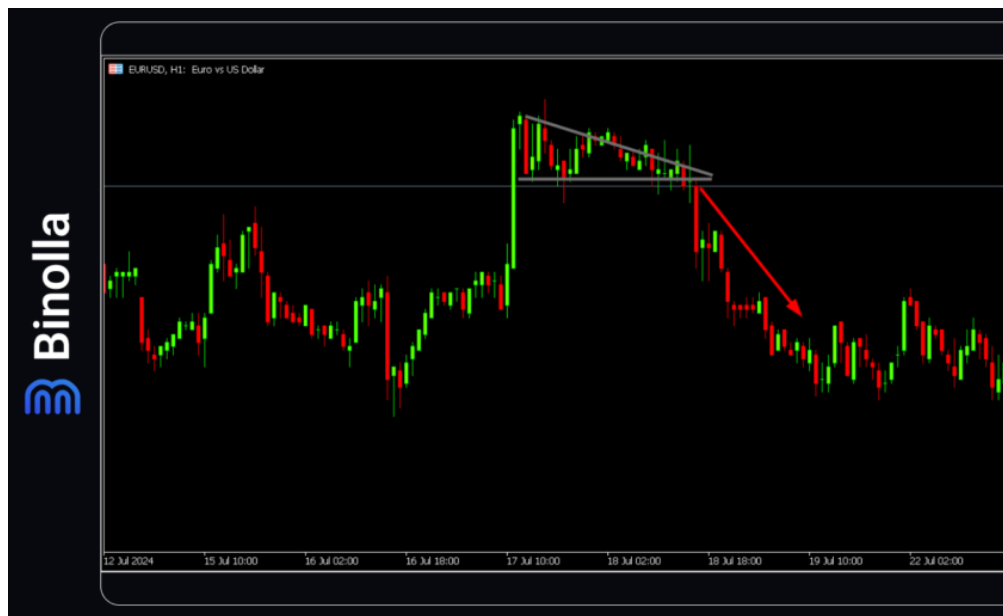 EURUSD, H1: Euro vs US Dollar
Binolla
12 Jul 2024
15 Jul 10:00
16 Jul 02:00
16 Jul 18:00
17 Jul 10:00
18 Jul 02:00
18 Jul 18:00
19 Jul 10:00
22 Jul 02:00